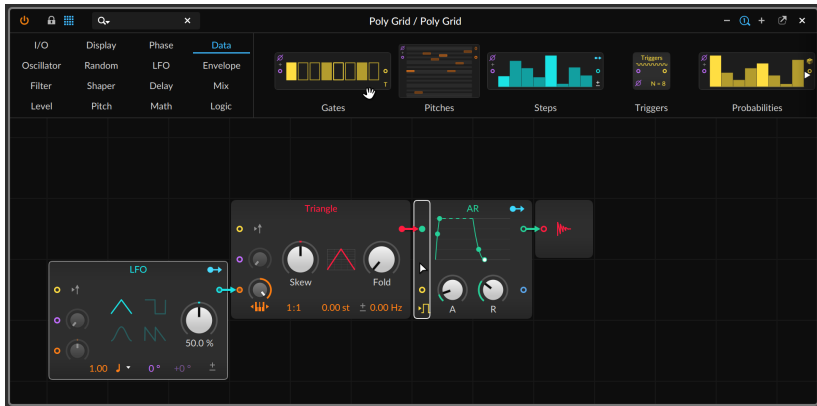 Poly Grid / Poly Grid
I/O Display Phase Data
Oscillator Random LFO Envelope
Filter Shaper Delay Mix
Level Pitch Math Logic
T
Triggers
N = 8
Gates Pitches Steps Triggers Probabilities
Triangle
AR
Skew Fold
1:1 0.00 st ± 0.00 Hz
A R
LFO
50.0 %
1.00 0° +0° ±